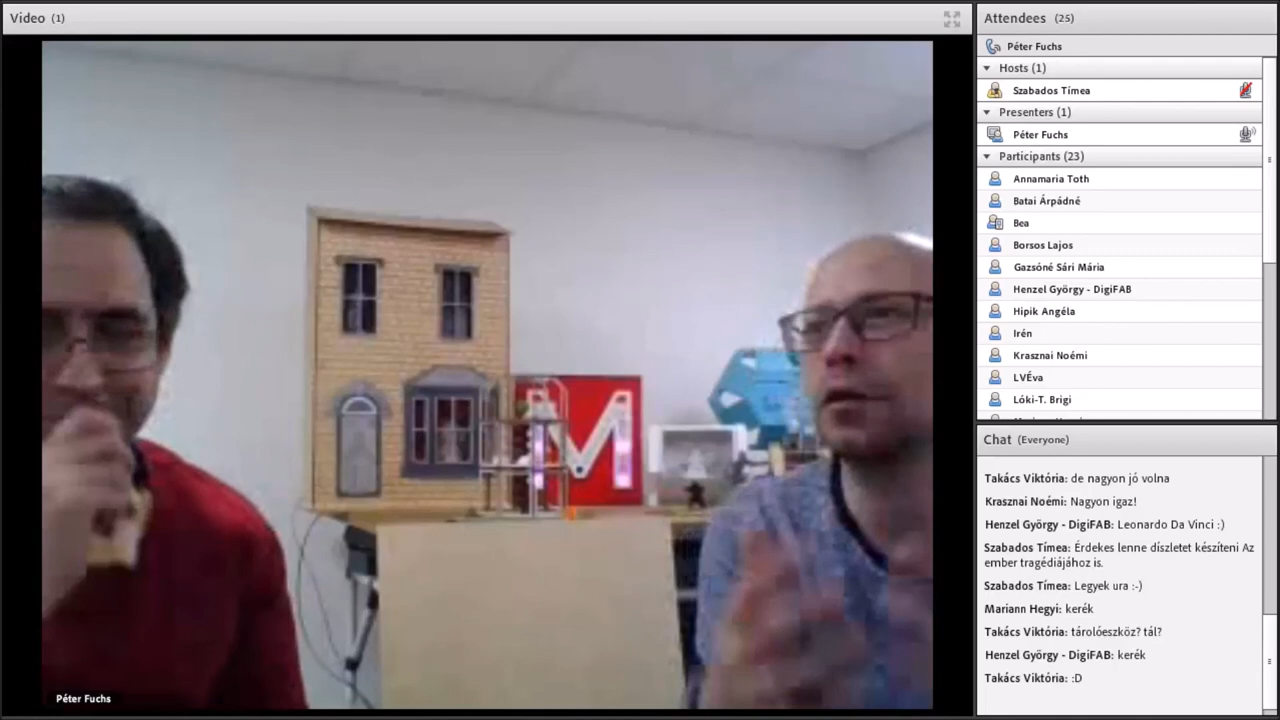 Video (1)
M
Péter Fuchs
Attendees (25)
Péter Fuchs
Hosts (1)
Szabados Tímea
Presenters (1)
Péter Fuchs
Participants (23)
Annamaria Toth
Batai Árpádné
Bea
Borsos Lajos
Gazsóné Sári Mária
Henzel György - DigiFAB
Hipik Angéla
Irén
Krasznai Noémi
LVÉva
Lóki-T. Brigi
Chat (Everyone)
Takács Viktória: de nagyon jó volna
Krasznai Noémi: Nagyon igaz!
Henzel György - DigiFAB: Leonardo Da Vinci :)
Szabados Tímea: Érdekes lenne díszletet készíteni Az
ember tragédiájához is.
Szabados Tímea: Legyek ura :-)
Mariann Hegyi: kerék
Takács Viktória: tárolóeszköz? tál?
Henzel György - DigiFAB: kerék
Takács Viktória: :D